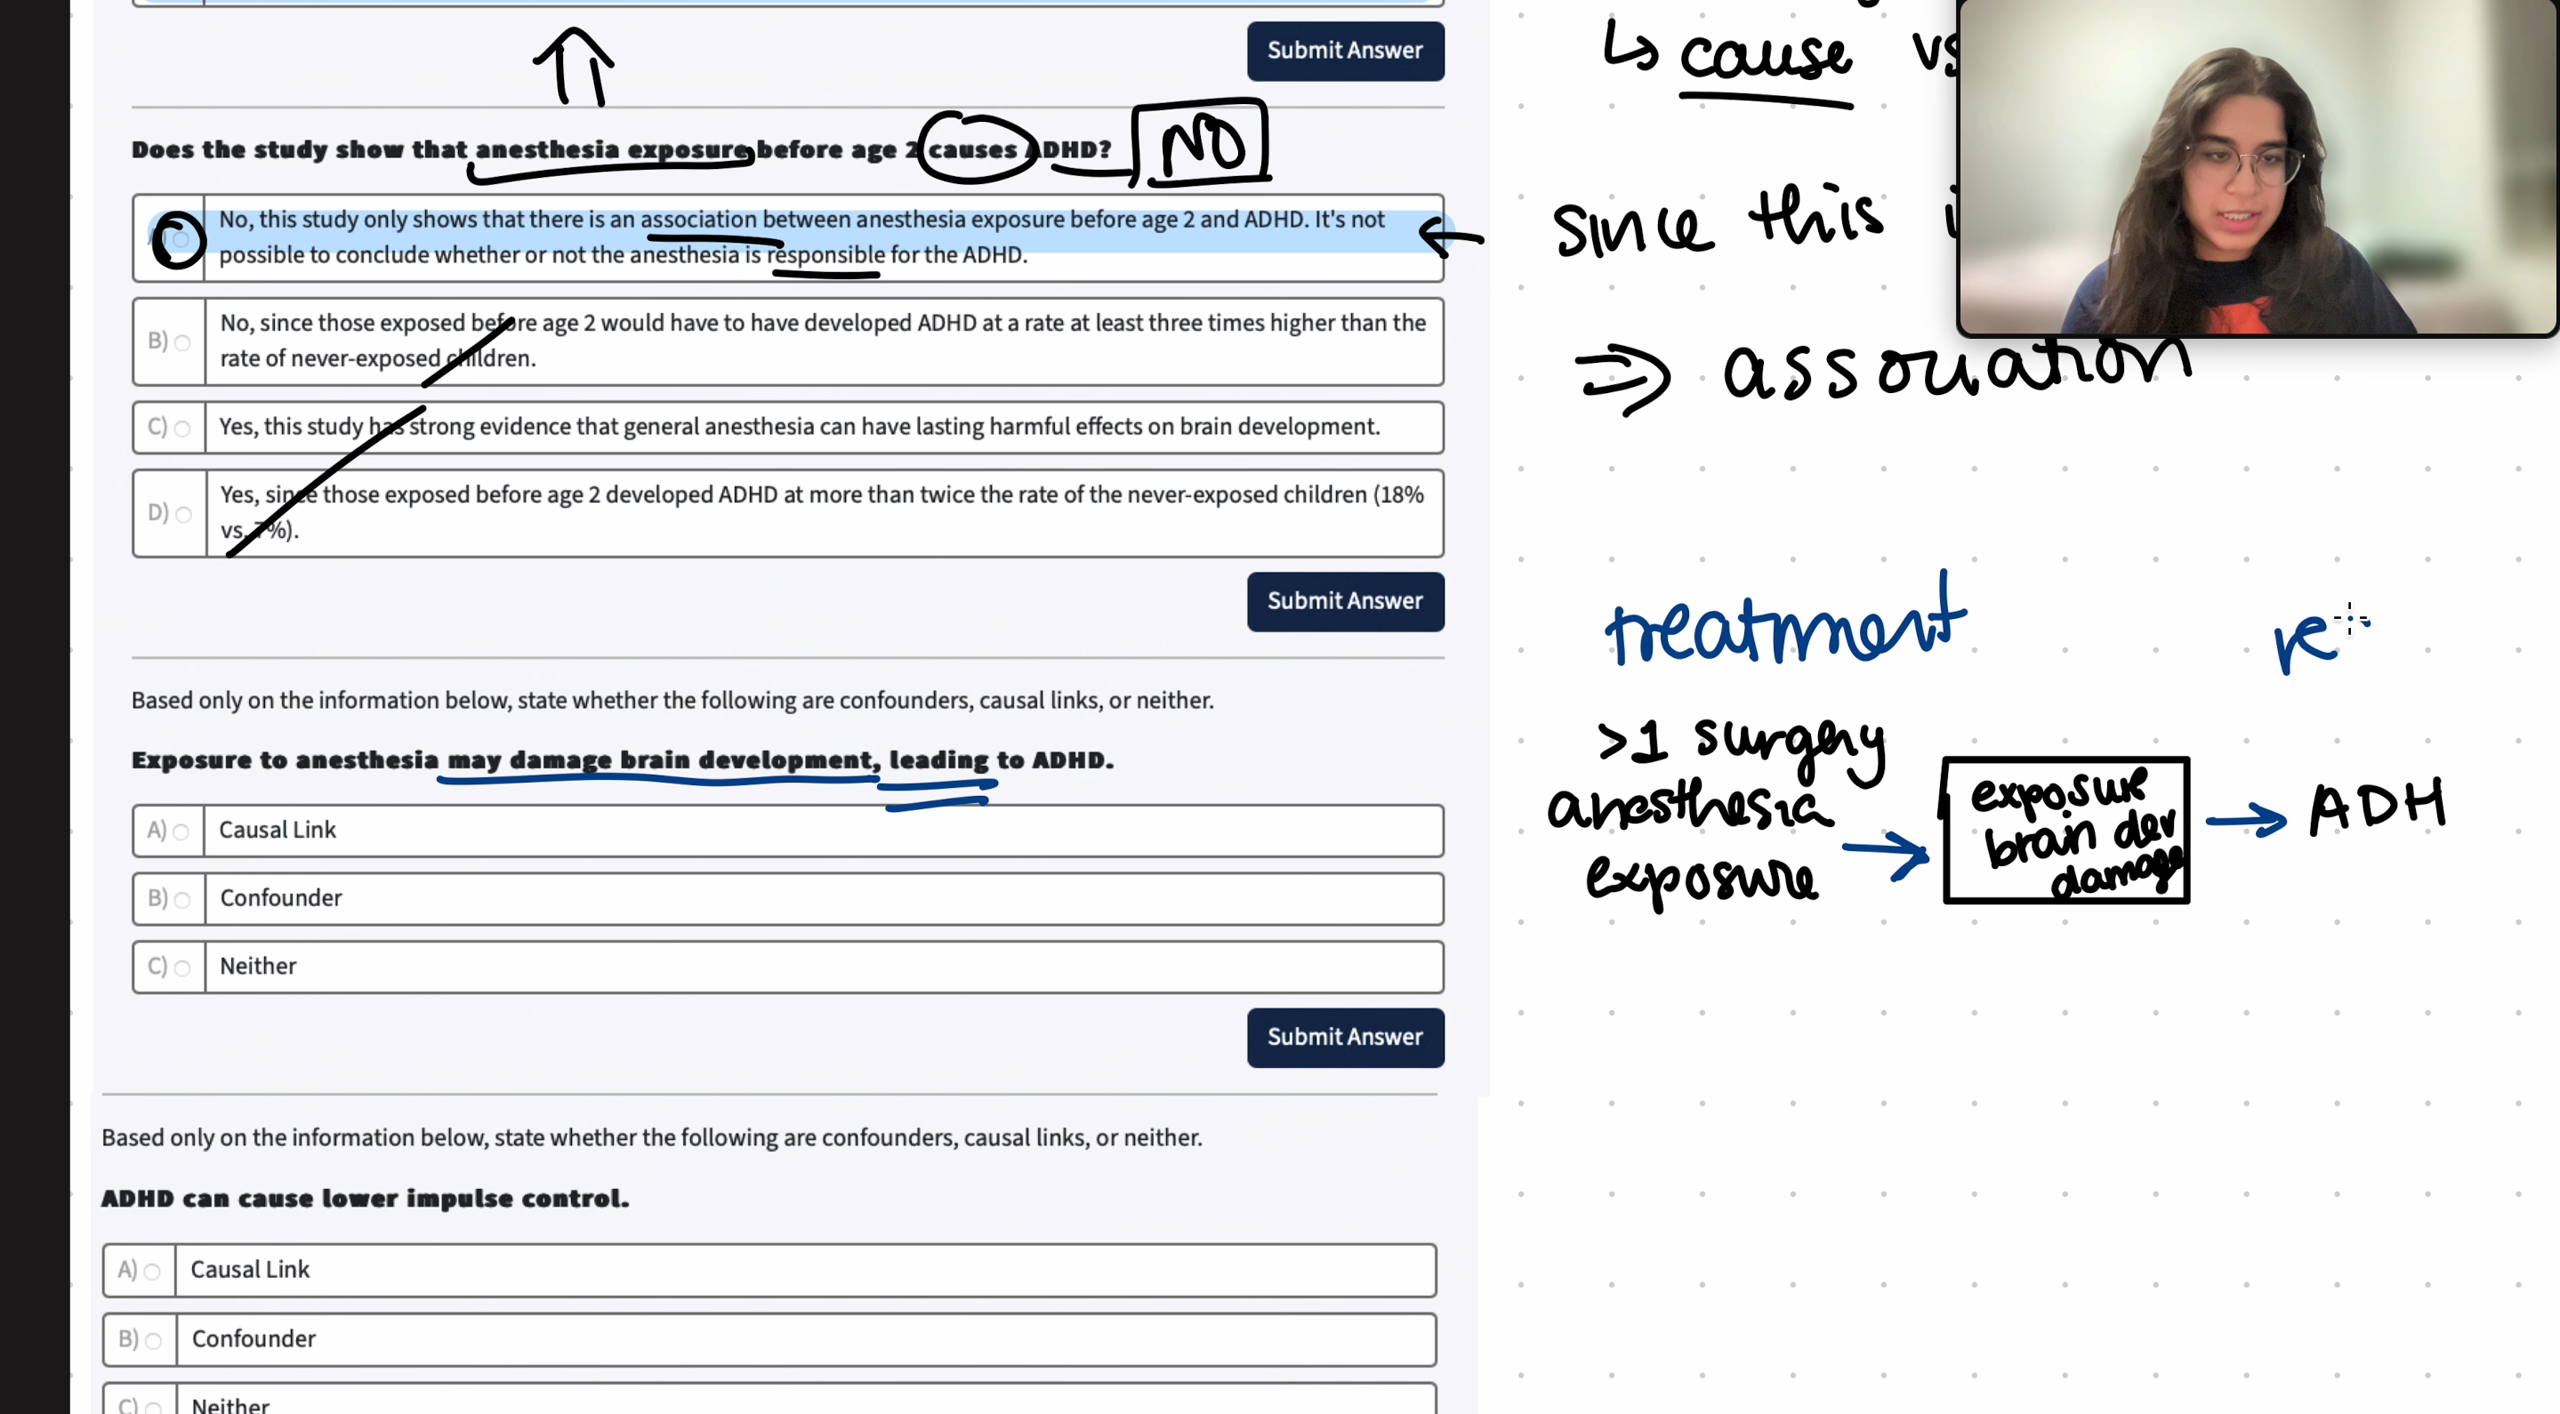 Submit Answer
Does the study show that anesthesia exposure before age 2 causes ADHD?
NO
No, this study only shows that there is an association between anesthesia exposure before age 2 and ADHD. It's not
possible to conclude whether or not the anesthesia is responsible for the ADHD.
B) No, since those exposed before age 2 would have to have developed ADHD at a rate at least three times higher than the
rate of never-exposed children.
C) Yes, this study has strong evidence that general anesthesia can have lasting harmful effects on brain development.
D) Yes, since those exposed before age 2 developed ADHD at more than twice the rate of the never-exposed children (18%
vs. 7%).
Submit Answer
Based only on the information below, state whether the following are confounders, causal links, or neither.
Exposure to anesthesia may damage brain development, leading to ADHD.
A) Causal Link
B) Confounder
C) Neither
Submit Answer
Based only on the information below, state whether the following are confounders, causal links, or neither.
ADHD can cause lower impulse control.
A) Causal Link
B) Confounder
C) Neither
↳ cause vs
since this
⇒ association
treatment
re
>1 surgery
anesthesia
exposure
→
exposure
brain dev
damage
→ ADH